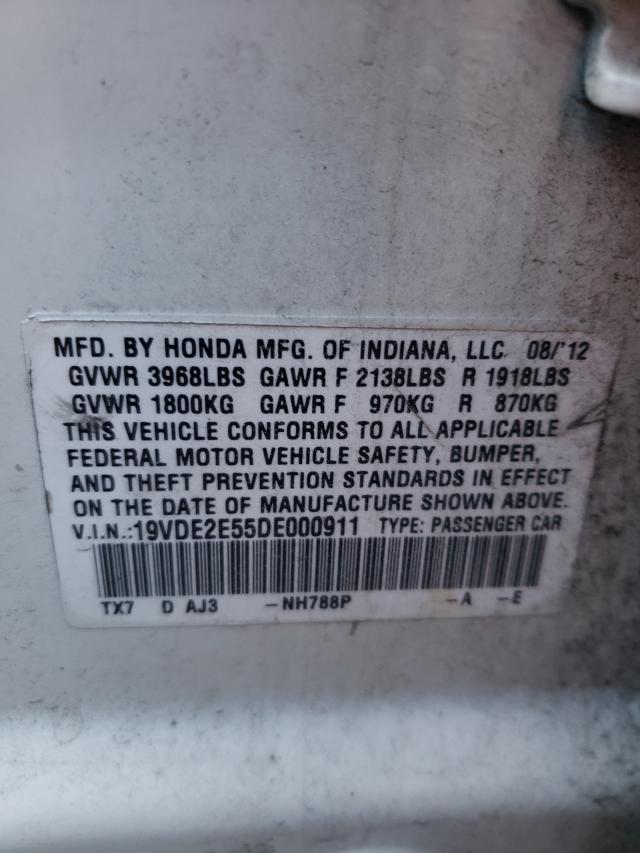 MFD. BY HONDA MFG. OF INDIANA, LLC 08/'12
GVWR 3968LBS GAWR F 2138LBS R 1918LBS
GVWR 1800KG GAWR F 970KG R 870KG
THIS VEHICLE CONFORMS TO ALL APPLICABLE
FEDERAL MOTOR VEHICLE SAFETY, BUMPER,
AND THEFT PREVENTION STANDARDS IN EFFECT
ON THE DATE OF MANUFACTURE SHOWN ABOVE.
V.I.N.:19VDE2E55DE000911 TYPE: PASSENGER CAR
TX7 D AJ3 -NH788P -A -E